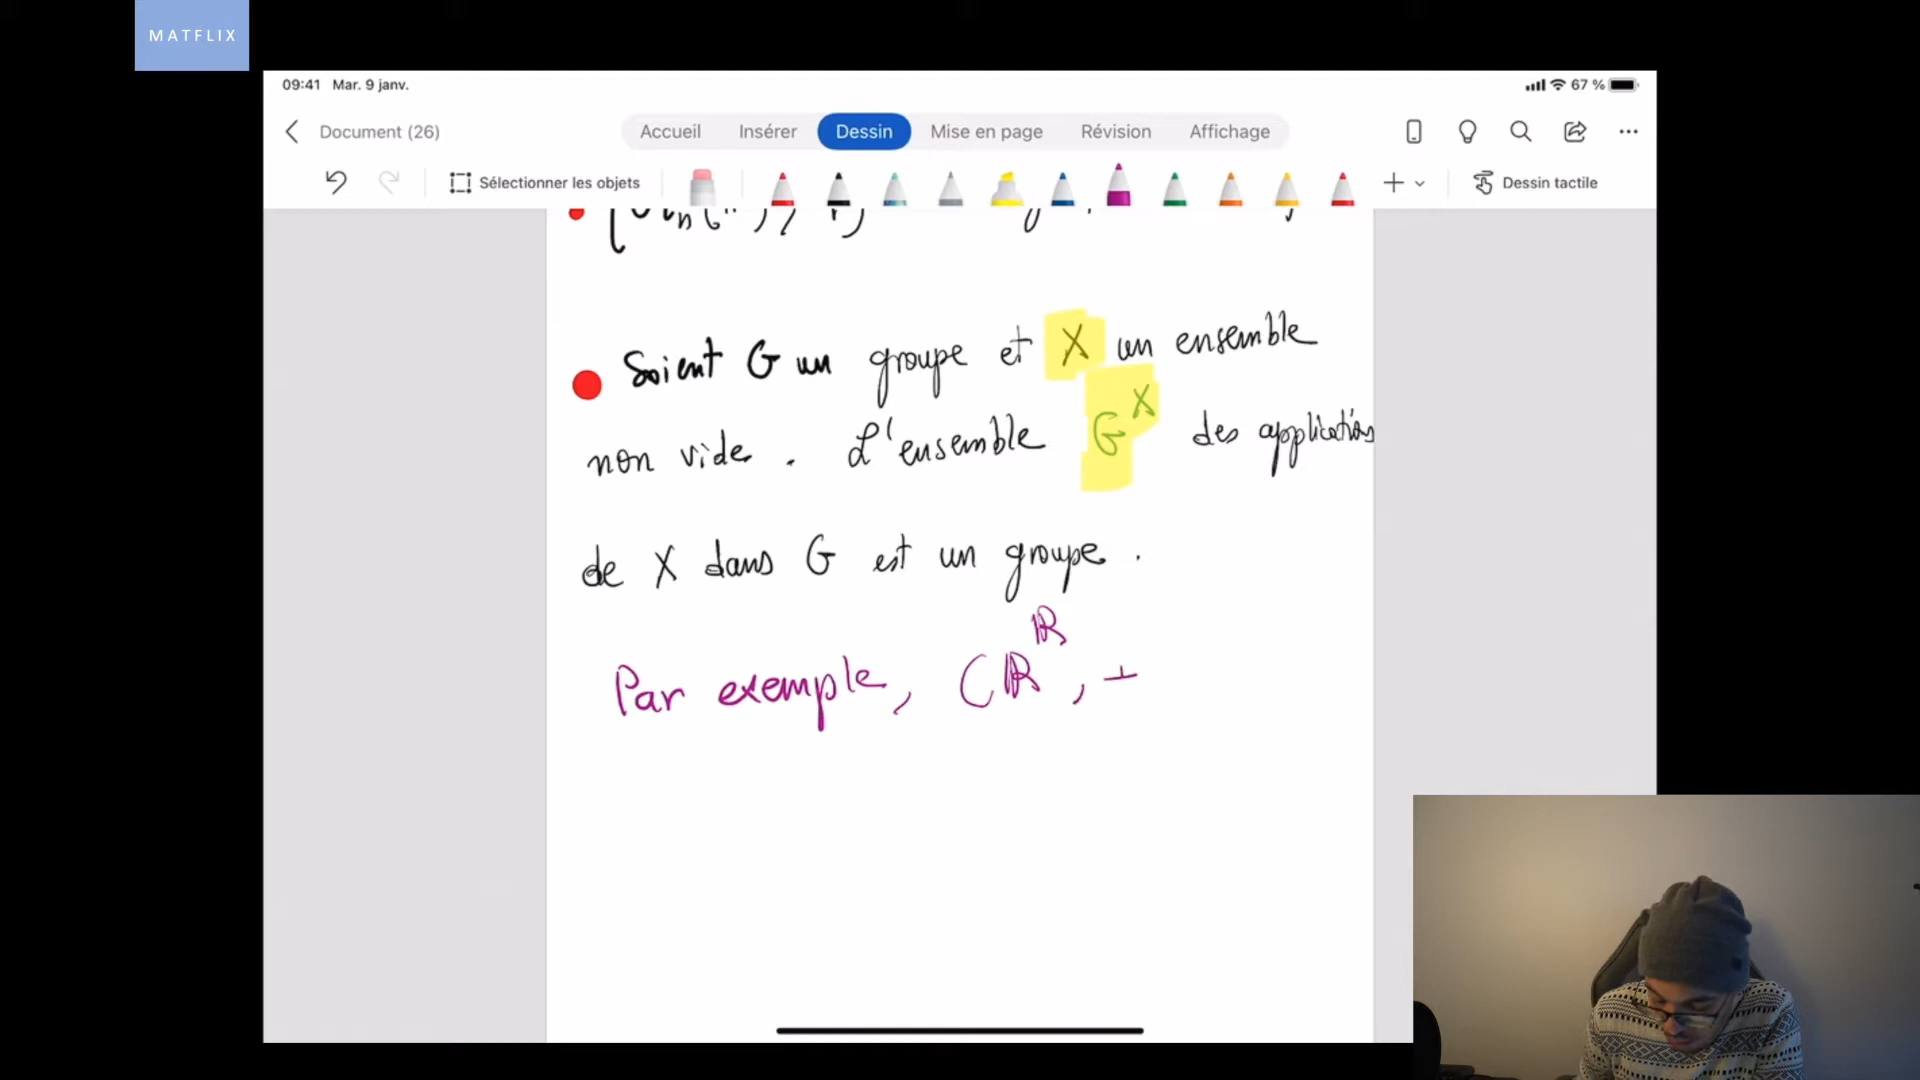 MATFLIX
09:41 Mar. 9 janv.
67 %
Document (26)
Accueil Insérer Dessin Mise en page Révision Affichage
Sélectionner les objets
Dessin tactile
Soient G un groupe et X un ensemble
non vide. L'ensemble G^X des applications
de X dans G est un groupe.
Par exemple, (ℝ^ℝ, +